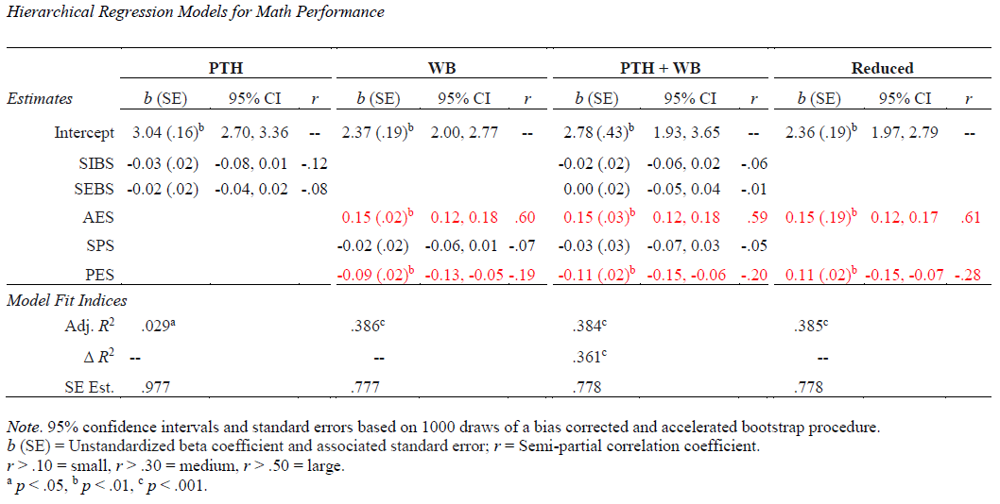 Hierarchical Regression Models for Math Performance
PTH WB PTH + WB Reduced
Estimates b (SE) 95% CI r b (SE) 95% CI r b (SE) 95% CI r b (SE) 95% CI r
Intercept 3.04 (.16)b 2.70, 3.36 -- 2.37 (.19)b 2.00, 2.77 -- 2.78 (.43)b 1.93, 3.65 -- 2.36 (.19)b 1.97, 2.79 --
SIBS -0.03 (.02) -0.08, 0.01 -.12 -0.02 (.02) -0.06, 0.02 -.06
SEBS -0.02 (.02) -0.04, 0.02 -.08 0.00 (.02) -0.05, 0.04 -.01
AES 0.15 (.02)b 0.12, 0.18 .60 0.15 (.03)b 0.12, 0.18 .59 0.15 (.19)b 0.12, 0.17 .61
SPS -0.02 (.02) -0.06, 0.01 -.07 -0.03 (.03) -0.07, 0.03 -.05
PES -0.09 (.02)b -0.13, -0.05 -.19 -0.11 (.02)b -0.15, -0.06 -.20 0.11 (.02)b -0.15, -0.07 -.28
Model Fit Indices
Adj. R2 .029a .386c .384c .385c
Δ R2 -- -- .361c --
SE Est. .977 .777 .778 .778
Note. 95% confidence intervals and standard errors based on 1000 draws of a bias corrected and accelerated bootstrap procedure.
b (SE) = Unstandardized beta coefficient and associated standard error; r = Semi-partial correlation coefficient.
r > .10 = small, r > .30 = medium, r > .50 = large.
a p < .05, b p < .01, c p < .001.